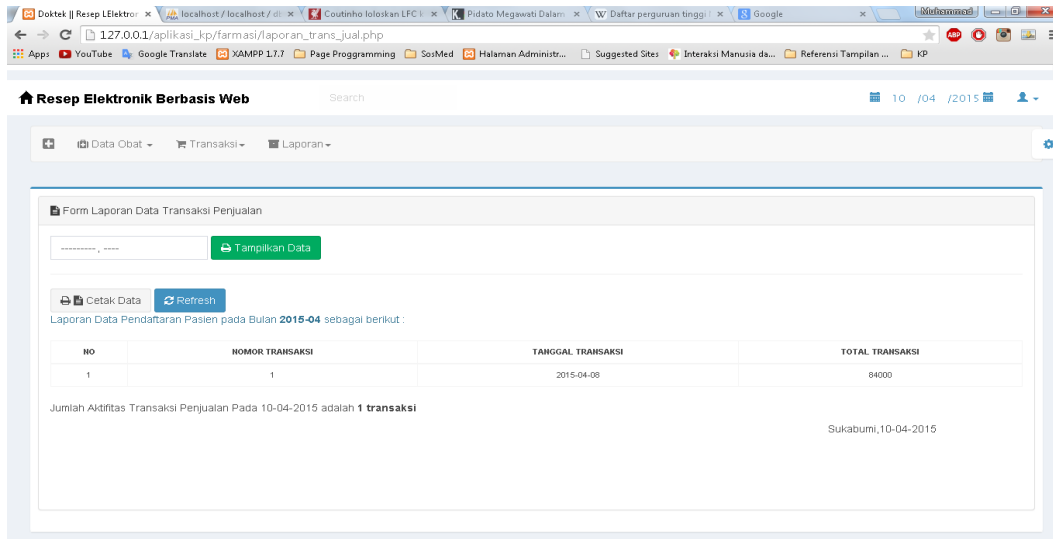 Doktek || Resep LElektror
localhost / localhost / db
Coutinho loloskan LFC k
Pidato Megawati Dalam
Daftar perguruan tinggi
Google
Muhammad
127.0.0.1/aplikasi_kp/farmasi/laporan_trans_jual.php
Apps YouTube Google Translate XAMPP 1.7.7 Page Proggramming SosMed Halaman Administr... Suggested Sites Interaksi Manusia da... Referensi Tampilan ... KP
Resep Elektronik Berbasis Web Search 10 /04 /2015
Data Obat Transaksi Laporan
Form Laporan Data Transaksi Penjualan
---------, ---- Tampilkan Data
Cetak Data Refresh
Laporan Data Pendaftaran Pasien pada Bulan 2015-04 sebagai berikut :
NO NOMOR TRANSAKSI TANGGAL TRANSAKSI TOTAL TRANSAKSI
1 1 2015-04-08 84000
Jumlah Aktifitas Transaksi Penjualan Pada 10-04-2015 adalah 1 transaksi
Sukabumi,10-04-2015